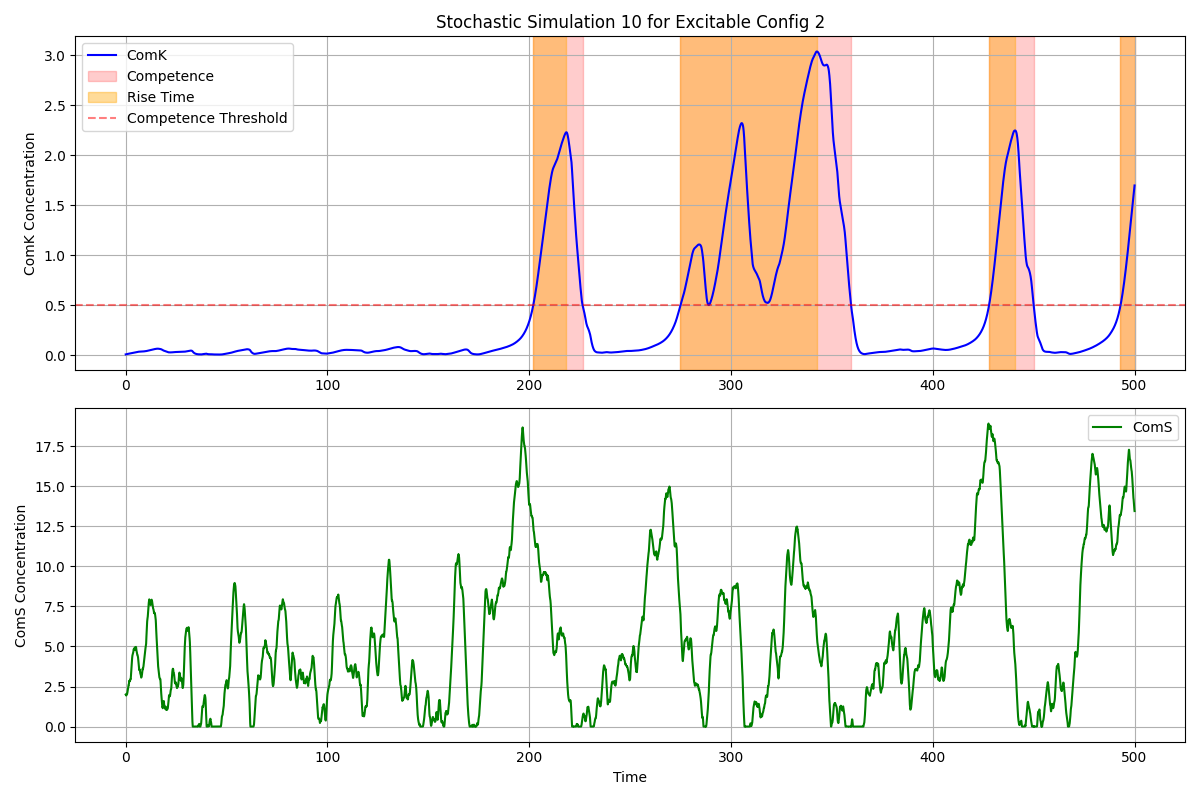 Stochastic Simulation 10 for Excitable Config 2
ComK
Competence
Rise Time
Competence Threshold
ComK Concentration
3.0
2.5
2.0
1.5
1.0
0.5
0.0
0 100 200 300 400 500
ComS
ComS Concentration
17.5
15.0
12.5
10.0
7.5
5.0
2.5
0.0
0 100 200 300 400 500
Time